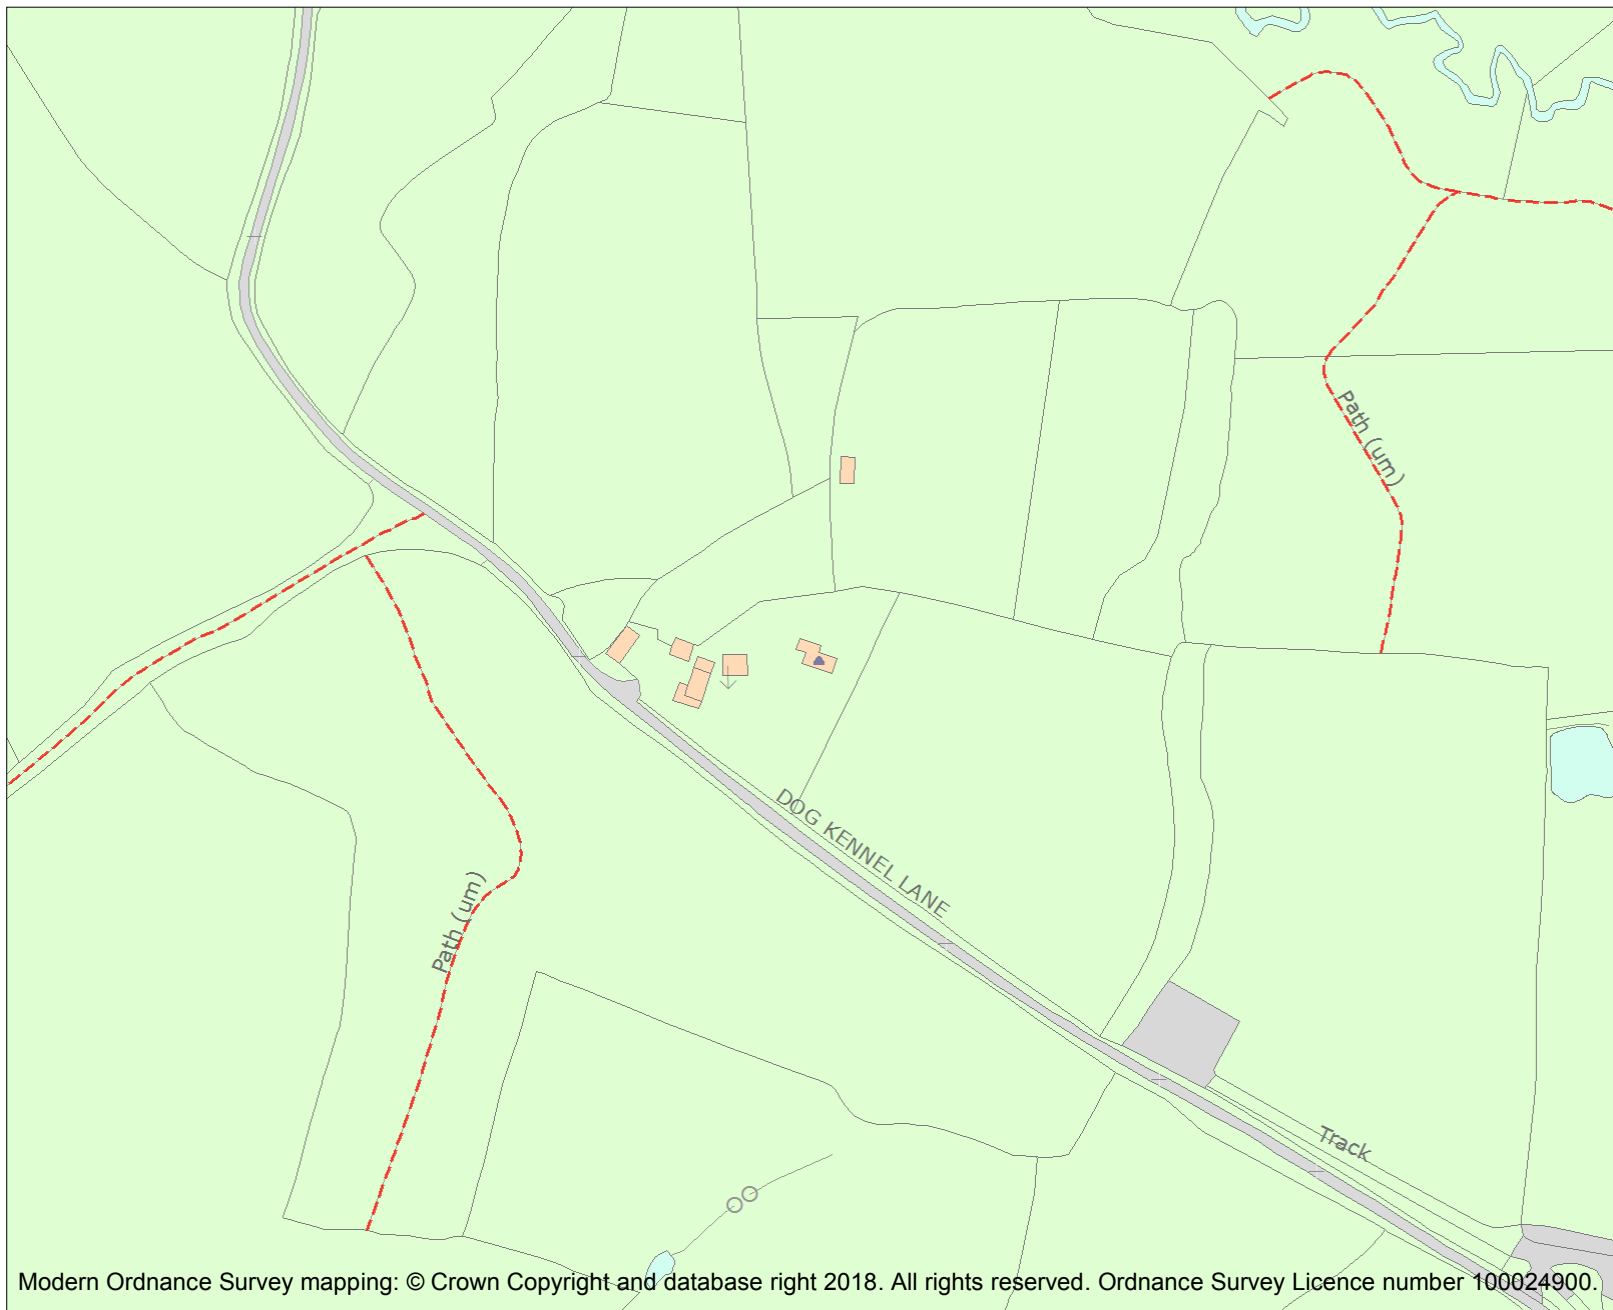 Path (um)
DOG KENNEL LANE
Path (um)
Track
Modern Ordnance Survey mapping: © Crown Copyright and database right 2018. All rights reserved. Ordnance Survey Licence number 100024900.